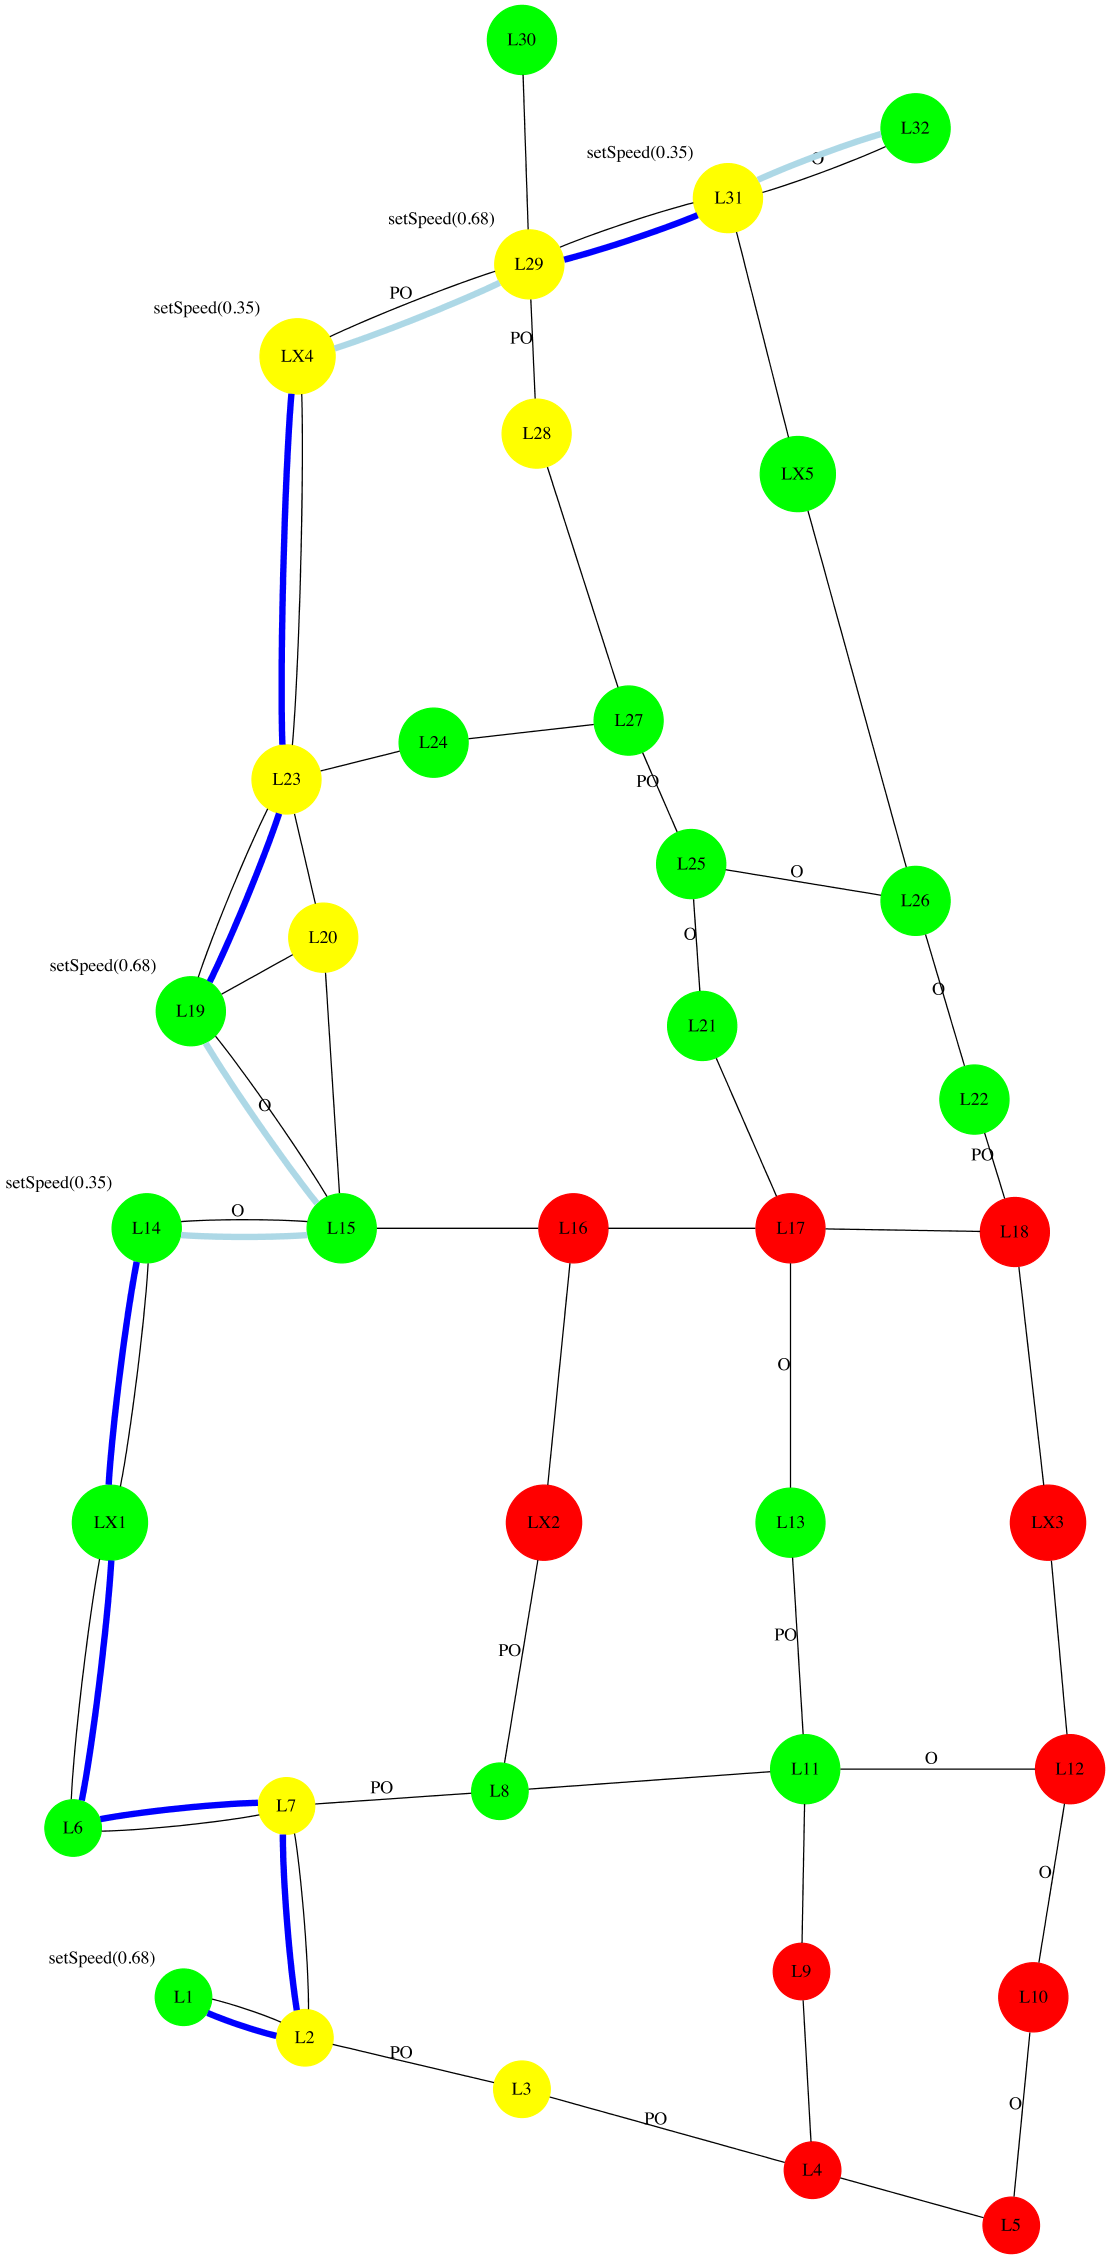 L30
L32
O
setSpeed(0.35)
L31
setSpeed(0.68)
L29
PO
setSpeed(0.35)
LX4
PO
L28
LX5
L27
L24
L23
PO
L25
O
L26
L20
O
setSpeed(0.68)
O
L19
L21
L22
O
PO
setSpeed(0.35)
O
L14
L15
L16
L17
L18
O
LX1
LX2
L13
LX3
PO
PO
O
L11
L12
PO
L8
L7
L6
O
setSpeed(0.68)
L9
L1
L10
L2
PO
L3
O
PO
L4
L5